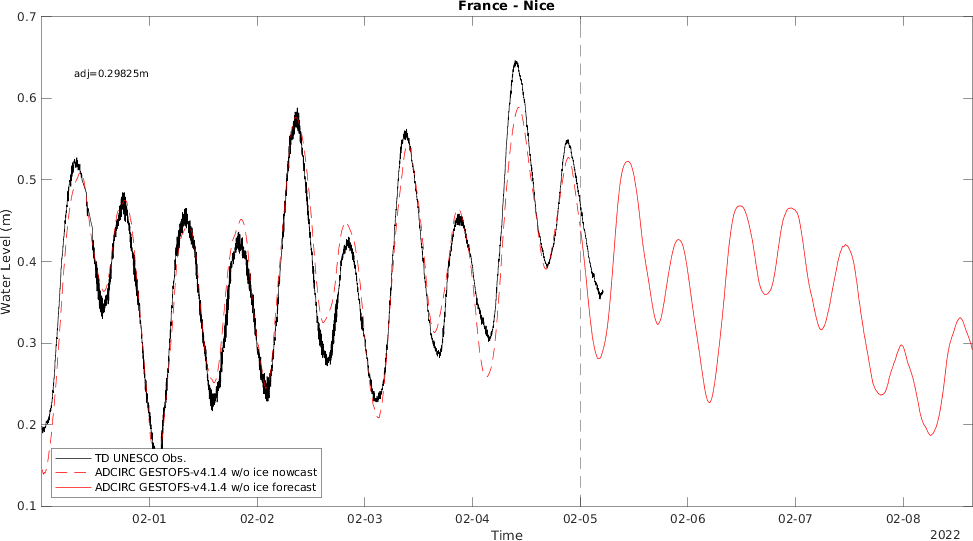 France - Nice
0.7
adj=0.29825m
0.6
0.5
0.4
0.3
0.2
0.1
Water Level (m)
TD UNESCO Obs.
ADCIRC GESTOFS-v4.1.4 w/o ice nowcast
ADCIRC GESTOFS-v4.1.4 w/o ice forecast
02-01 02-02 02-03 02-04 02-05 02-06 02-07 02-08
Time
2022